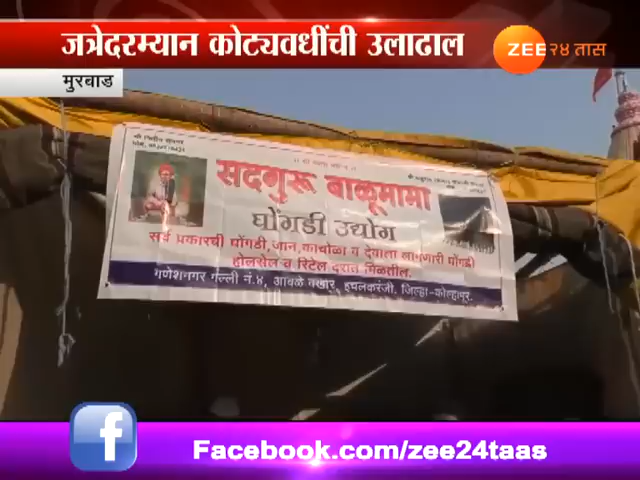 जत्रेदरम्यान कोट्यवधींची उलाढाल
ZEE २४ तास
मुरबाड
सदगुरू बाळूमामा
घोंगडी उद्योग
सर्व प्रकारची घोंगडी, जान, काचोळा व देवाला लागणारी घोंगडी
होलसेल व रिटेल दरात मिळतील.
गणेशनगर गल्ली नं.४, आवळे वखार, इचलकरंजी. जिल्हा-कोल्हापूर.
Facebook.com/zee24taas